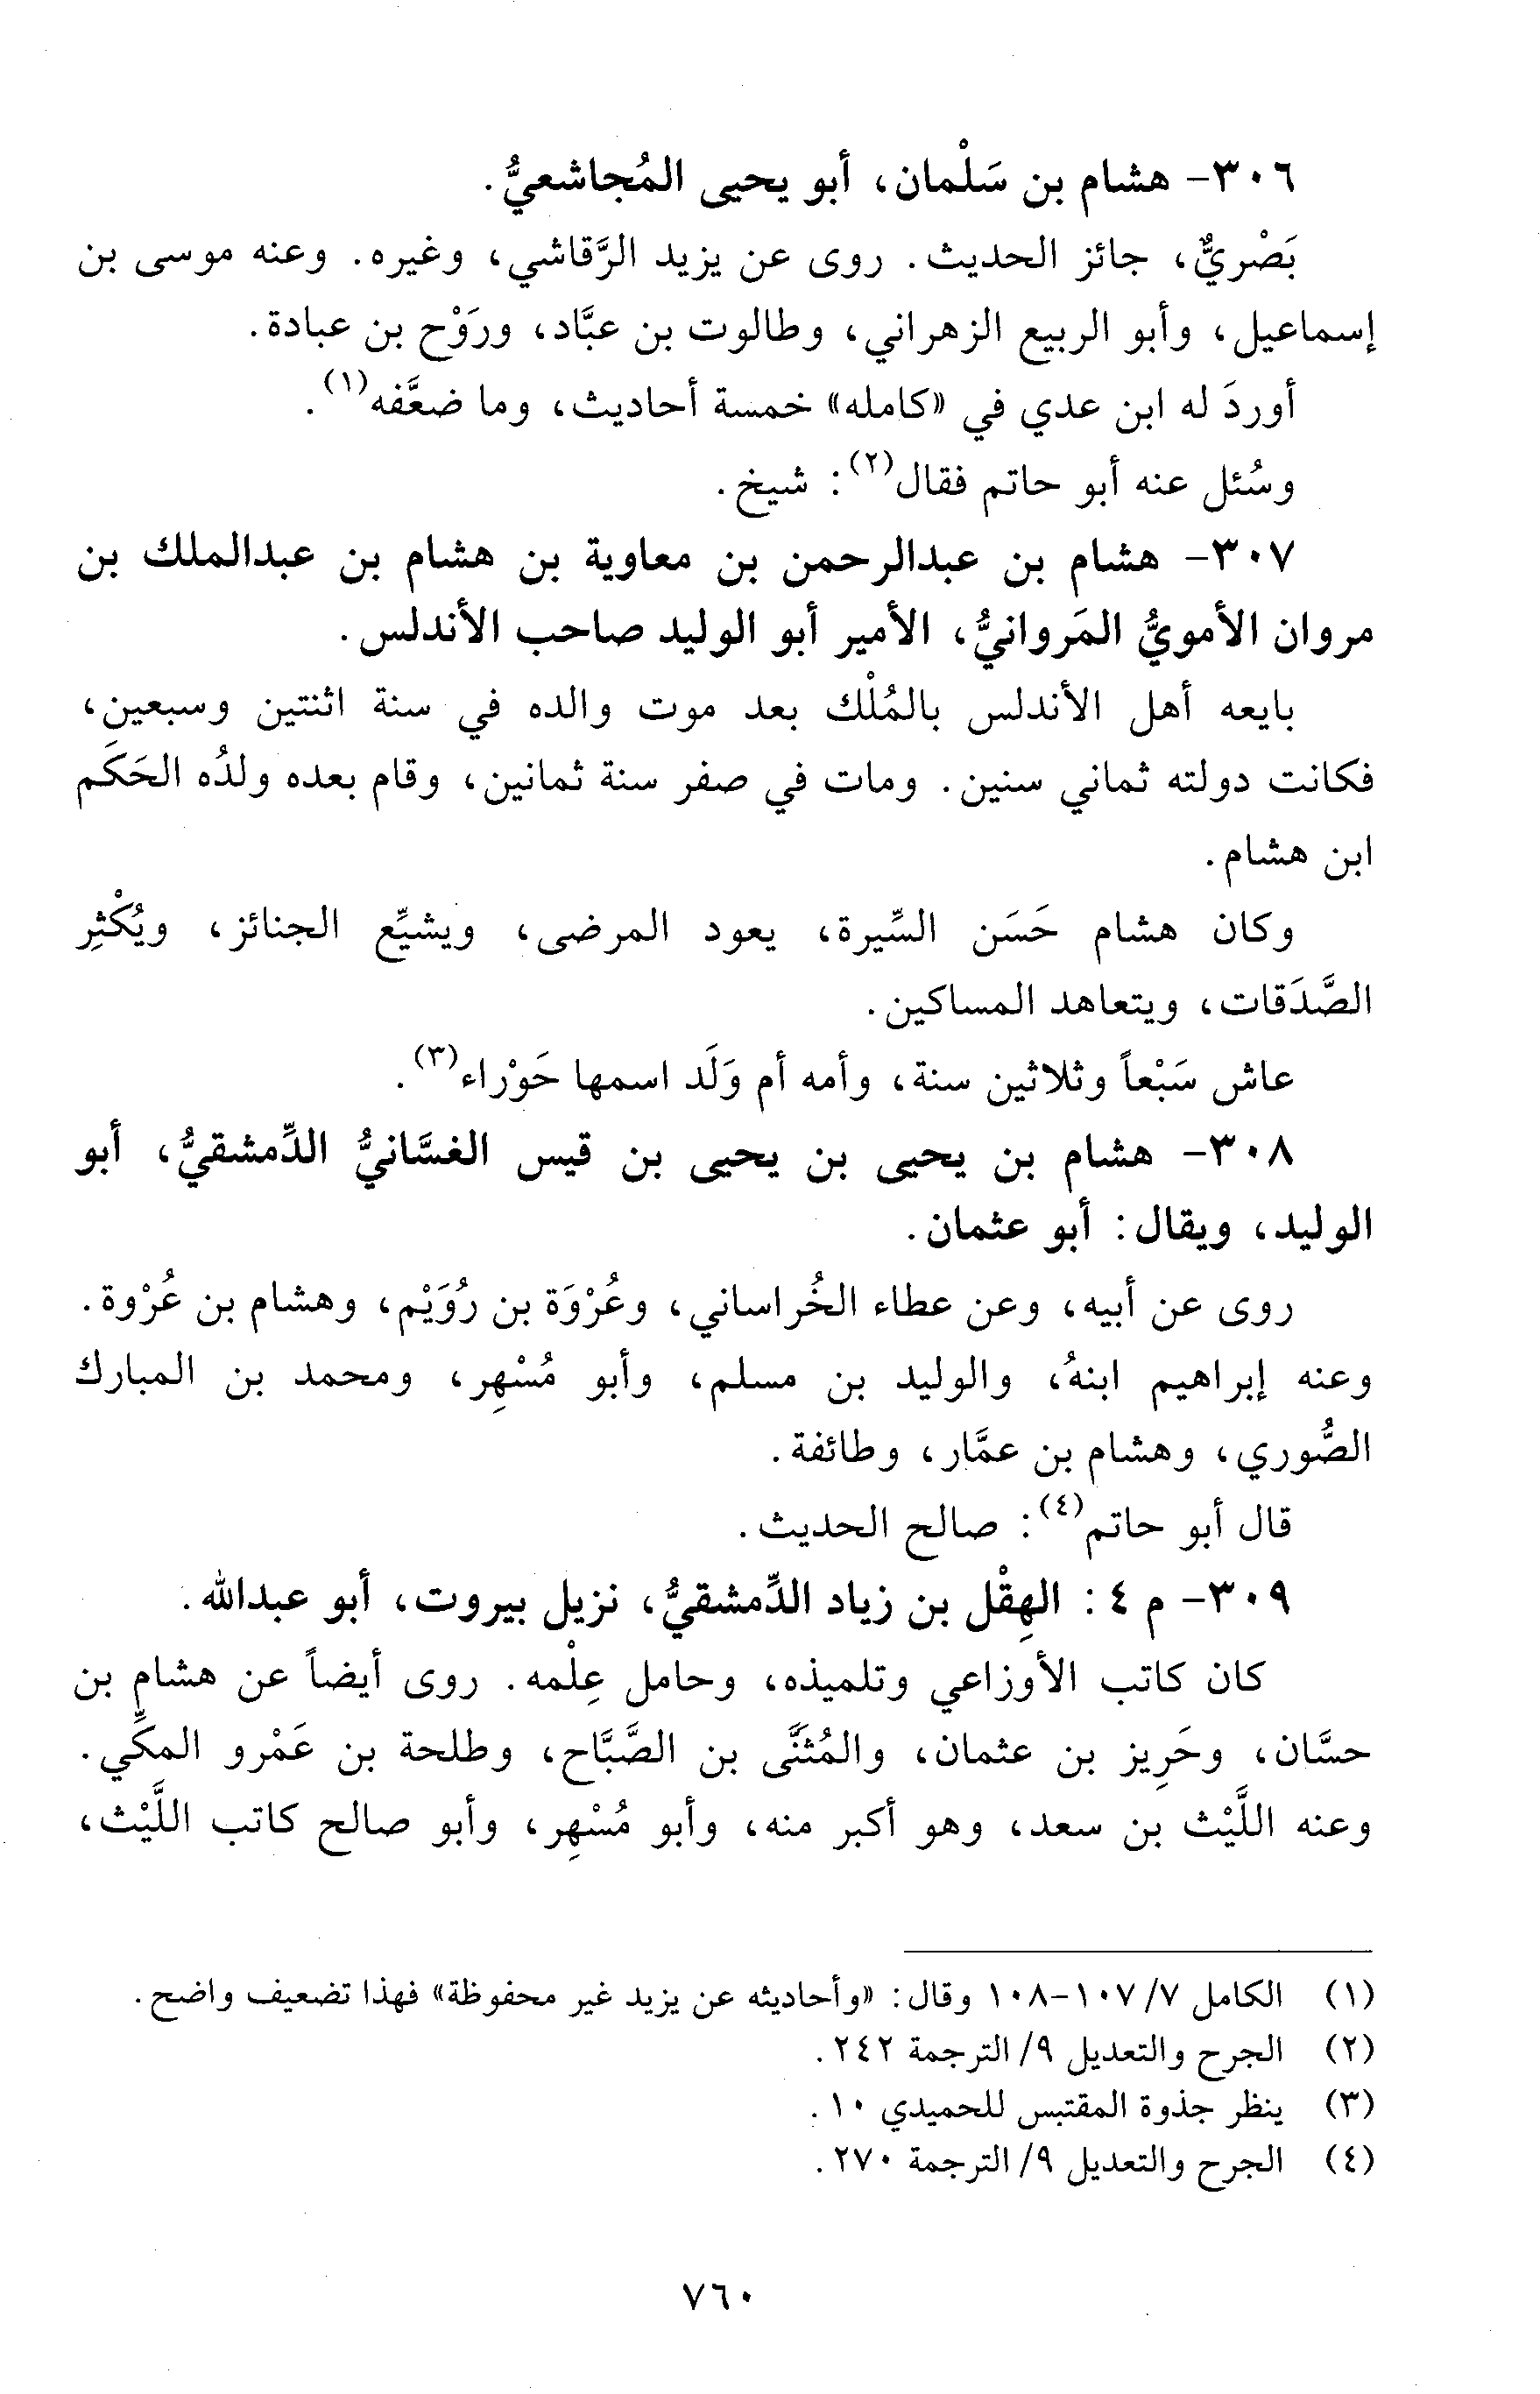 ٣٠٦- هشام بن سَلْمان، أبو يحيى المُجاشعيُّ.
بَصْريٌّ، جائز الحديث. روى عن يزيد الرَّقاشي، وغيره. وعنه موسى بن
إسماعيل، وأبو الربيع الزهراني، وطالوت بن عبَّاد، ورَوْح بن عبادة.
أوردَ له ابن عدي في «كامله» خمسة أحاديث، وما ضعَّفه(١).
وسُئل عنه أبو حاتم فقال(٢): شيخ.
٣٠٧- هشام بن عبدالرحمن بن معاوية بن هشام بن عبدالملك بن
مروان الأمويُّ المَروانيُّ، الأمير أبو الوليد صاحب الأندلس.
بايعه أهل الأندلس بالمُلْك بعد موت والده في سنة اثنتين وسبعين،
فكانت دولته ثماني سنين. ومات في صفر سنة ثمانين، وقام بعده ولدُه الحَكَم
ابن هشام.
وكان هشام حَسَن السِّيرة، يعود المرضى، ويشيِّع الجنائز، ويُكْثِر
الصَّدَقات، ويتعاهد المساكين.
عاش سَبْعاً وثلاثين سنة، وأمه أم وَلَد اسمها حَوْراء(٣).
٣٠٨- هشام بن يحيى بن يحيى بن قيس الغسَّانيُّ الدِّمشقيُّ، أبو
الوليد، ويقال: أبو عثمان.
روى عن أبيه، وعن عطاء الخُراساني، وعُرْوَة بن رُوَيْم، وهشام بن عُرْوة.
وعنه إبراهيم ابنهُ، والوليد بن مسلم، وأبو مُسْهِر، ومحمد بن المبارك
الصُّوري، وهشام بن عمَّار، وطائفة.
قال أبو حاتم(٤): صالح الحديث.
٣٠٩- م ٤: الهِقْل بن زياد الدِّمشقيُّ، نزيل بيروت، أبو عبدالله.
كان كاتب الأوزاعي وتلميذه، وحامل عِلْمه. روى أيضاً عن هشام بن
حسَّان، وحَرِيز بن عثمان، والمُثنَّى بن الصَّبَّاح، وطلحة بن عَمْرو المكِّي.
وعنه اللَّيْث بن سعد، وهو أكبر منه، وأبو مُسْهِر، وأبو صالح كاتب اللَّيْث،
(١) الكامل ٧/ ١٠٧-١٠٨ وقال: «وأحاديثه عن يزيد غير محفوظة» فهذا تضعيف واضح.
(٢) الجرح والتعديل ٩/ الترجمة ٢٤٢.
(٣) ينظر جذوة المقتبس للحميدي ١٠.
(٤) الجرح والتعديل ٩/ الترجمة ٢٧٠.
٧٦٠